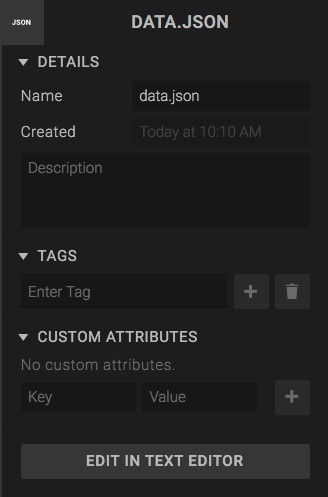 JSON
DATA.JSON
DETAILS
Name data.json
Created Today at 10:10 AM
Description
TAGS
Enter Tag
CUSTOM ATTRIBUTES
No custom attributes.
Key Value
EDIT IN TEXT EDITOR